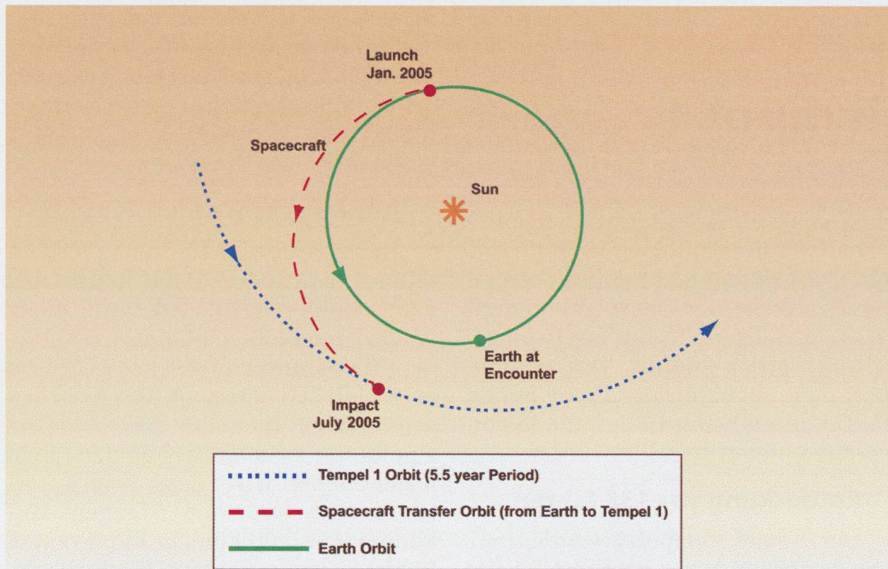 Launch
Jan. 2005
Spacecraft
Sun
Earth at
Encounter
Impact
July 2005
Tempel 1 Orbit (5.5 year Period)
Spacecraft Transfer Orbit (from Earth to Tempel 1)
Earth Orbit